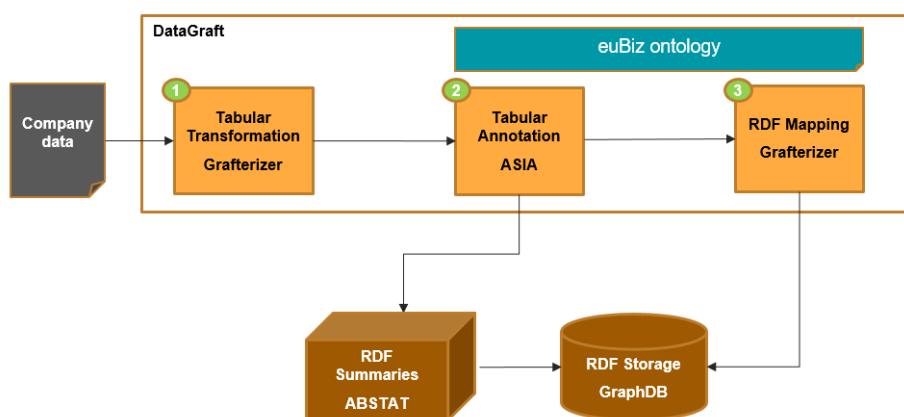 DataGraft
euBiz ontology
Company
data
1
Tabular
Transformation
Grafterizer
2
Tabular
Annotation
ASIA
3
RDF Mapping
Grafterizer
RDF
Summaries
ABSTAT
RDF Storage
GraphDB